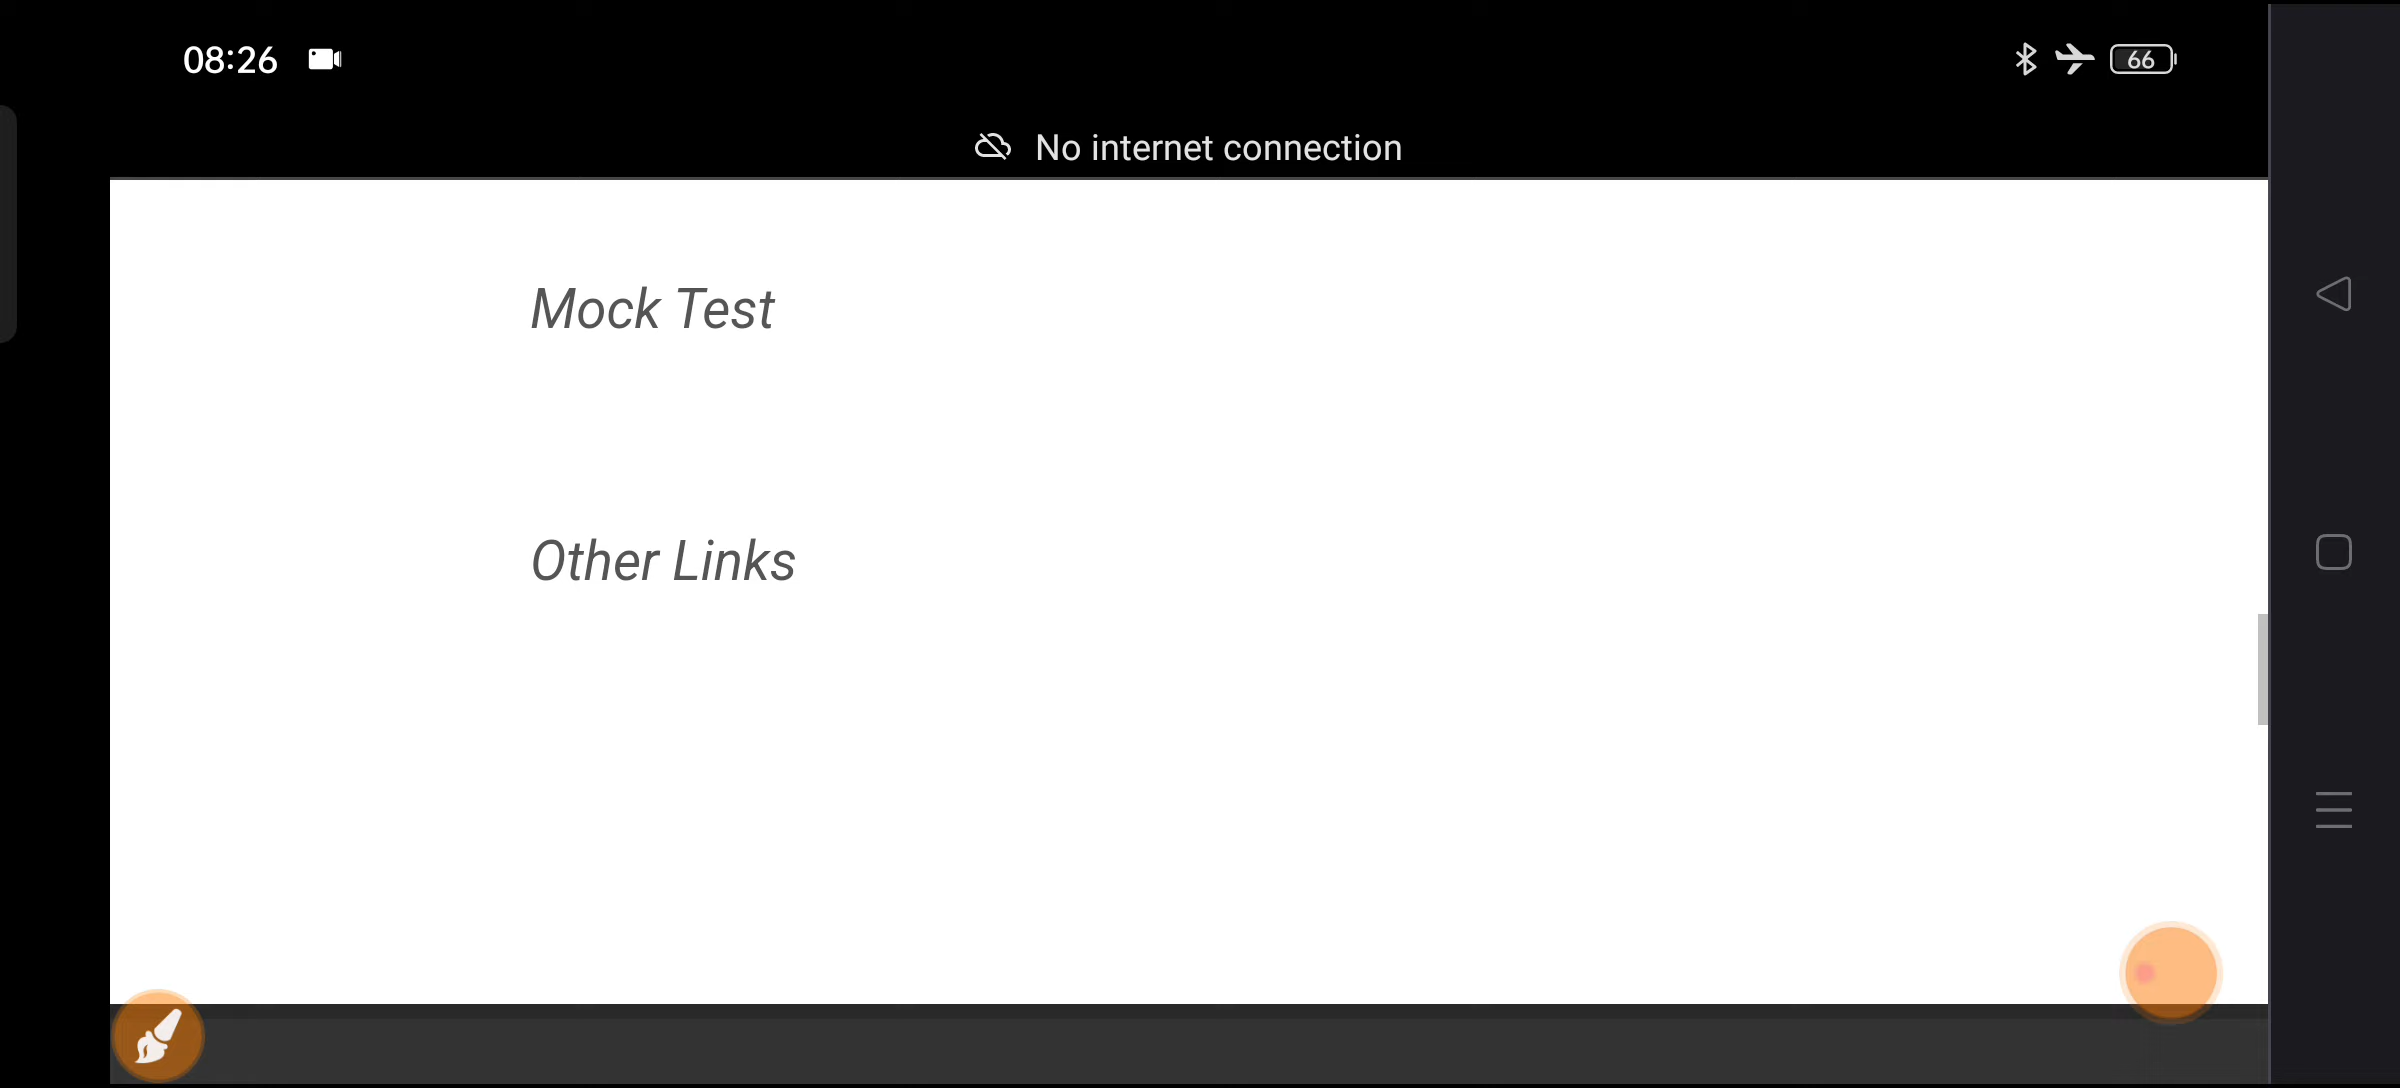 08:26
66
No internet connection
Mock Test
Other Links